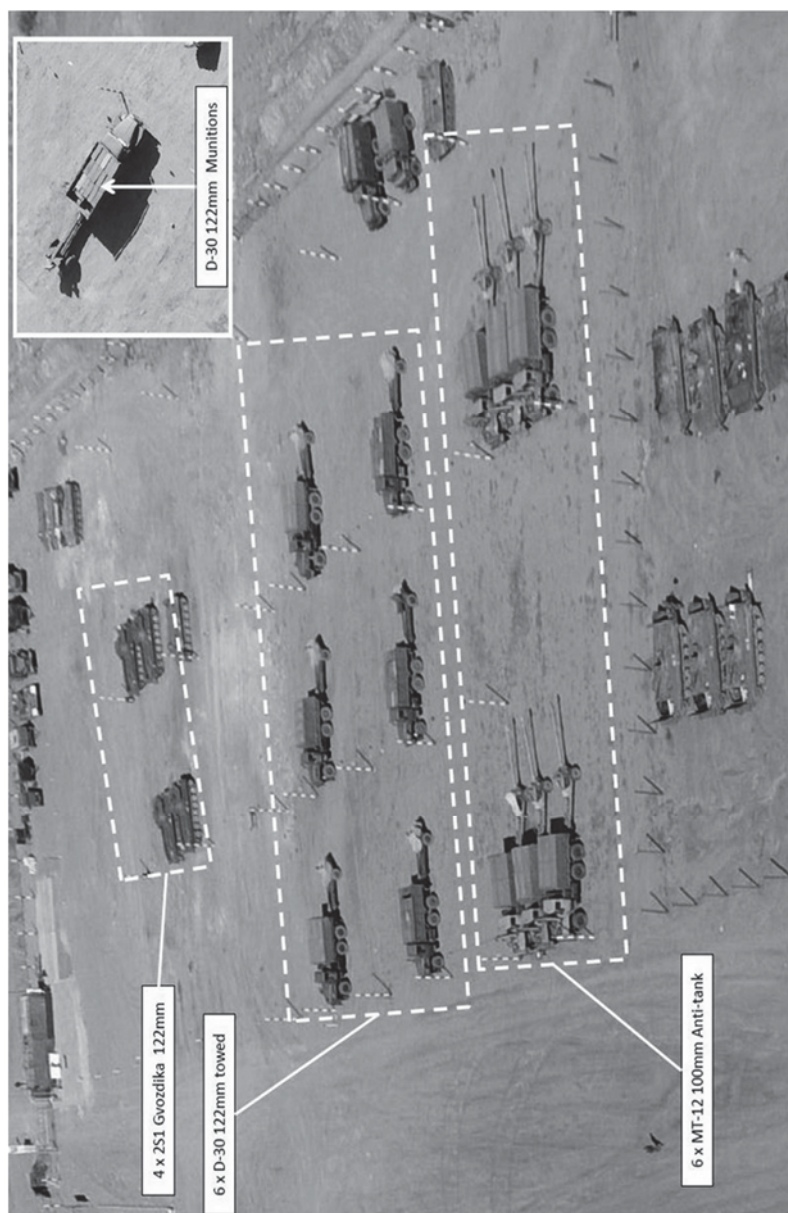 D-30 122mm Munitions
4 x 2S1 Gvozdika 122mm
6 x D-30 122mm towed
6 x MT-12 100mm Anti-tank